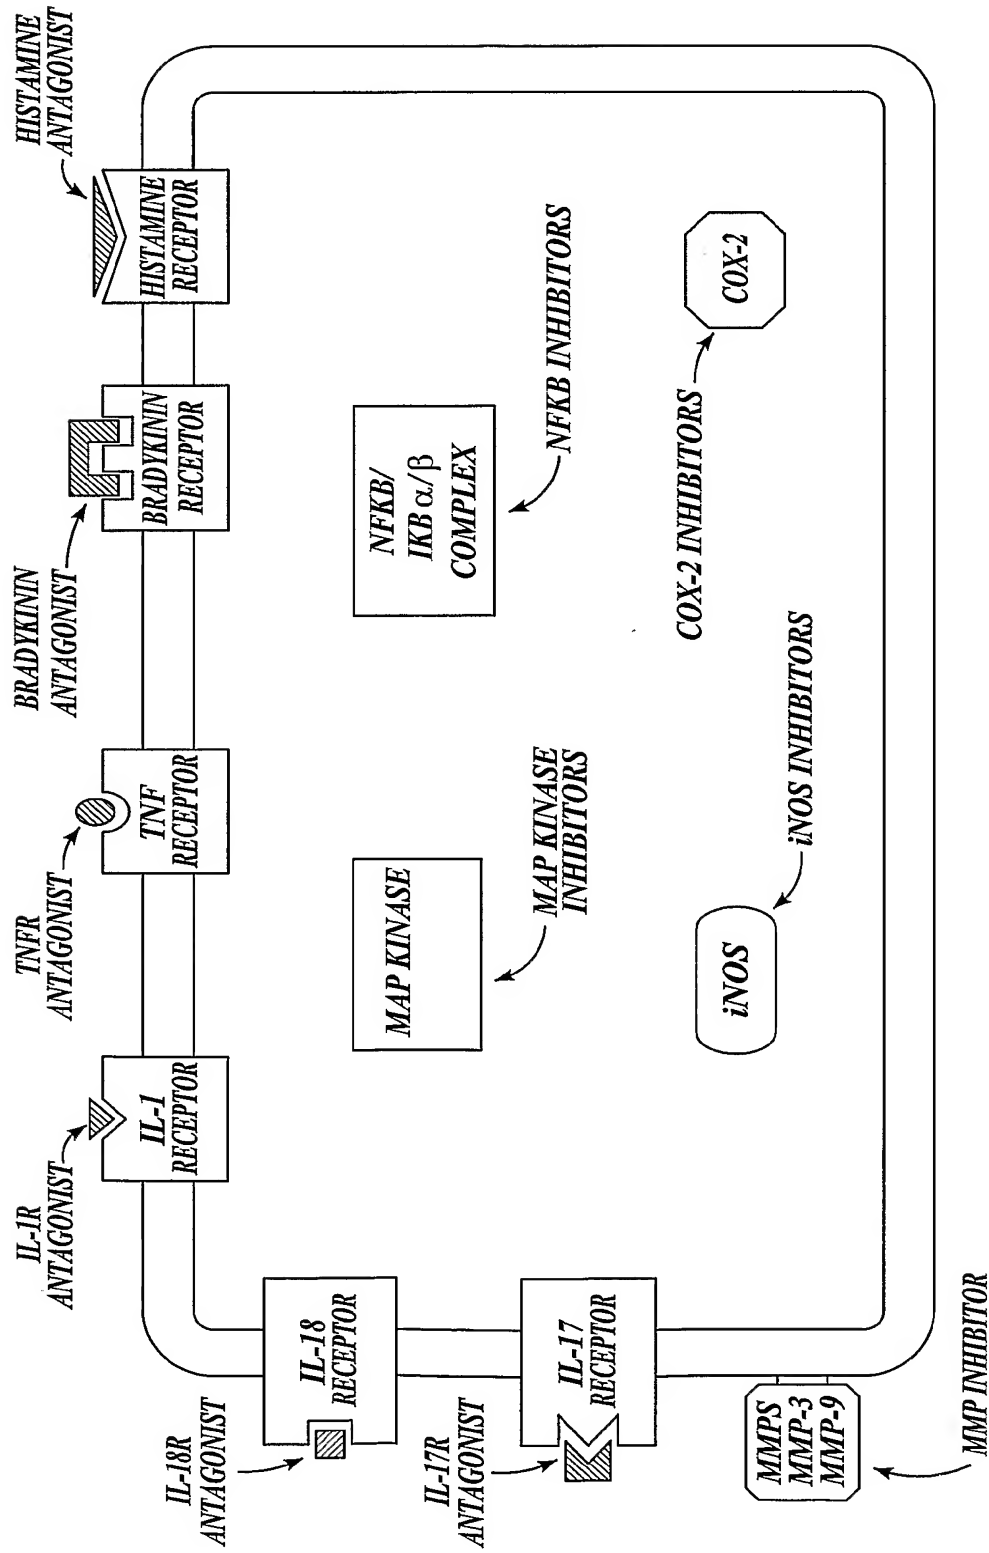 IL-1R
ANTAGONIST
TNFR
ANTAGONIST
BRADYKININ
ANTAGONIST
HISTAMINE
ANTAGONIST
IL-1
RECEPTOR
TNF
RECEPTOR
BRADYKININ
RECEPTOR
HISTAMINE
RECEPTOR
IL-18R
ANTAGONIST
IL-18
RECEPTOR
MAP KINASE
NFKB/
IKB α/β
COMPLEX
IL-17R
ANTAGONIST
IL-17
RECEPTOR
MAP KINASE
INHIBITORS
NFKB INHIBITORS
iNOS
iNOS INHIBITORS
COX-2 INHIBITORS
COX-2
MMPS
MMP-3
MMP-9
MMP INHIBITOR